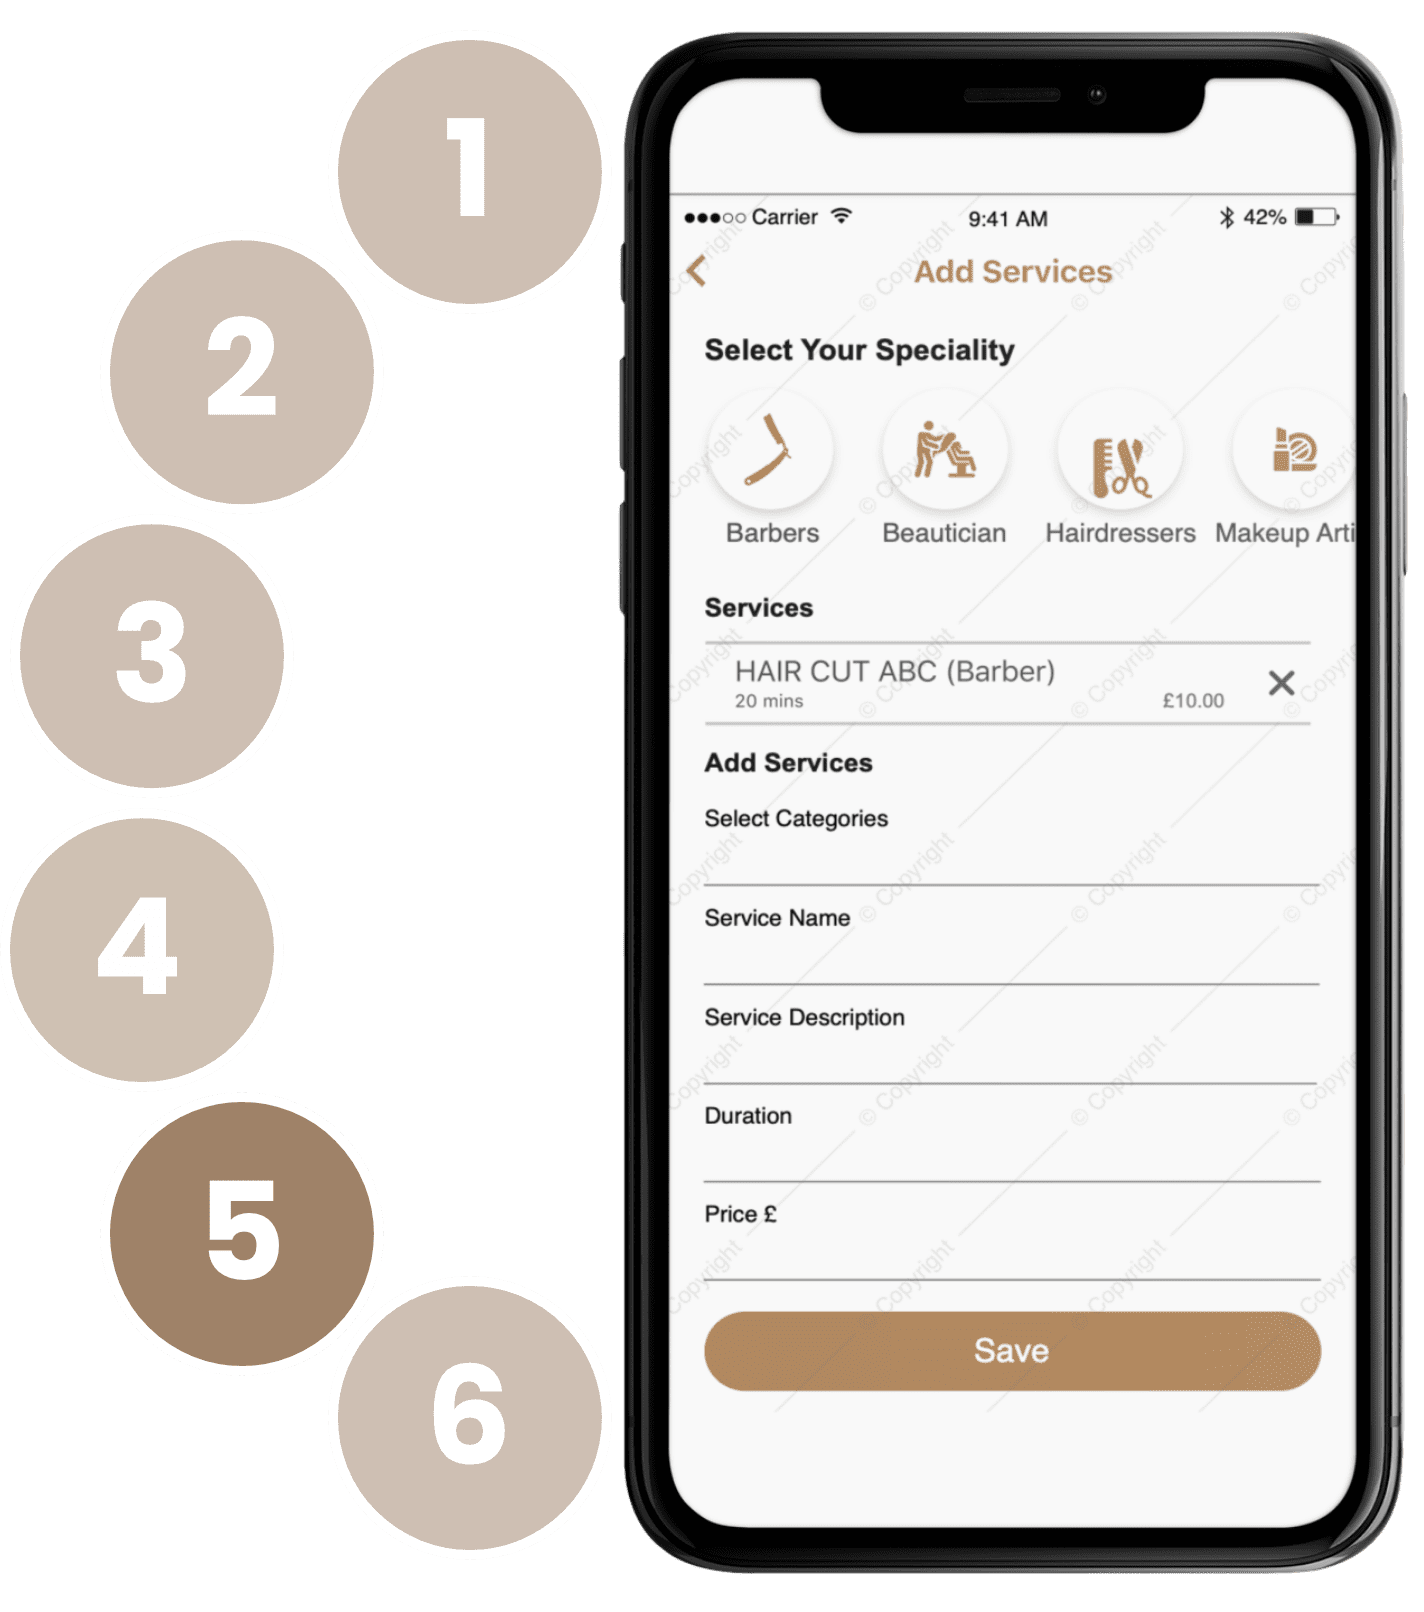 1
2
3
4
5
6
Carrier 9:41 AM 42%
Add Services
Select Your Speciality
Barbers Beautician Hairdressers Makeup Arti
Services
HAIR CUT ABC (Barber)
20 mins £10.00
Add Services
Select Categories
Service Name
Service Description
Duration
Price £
Save
© Copyright